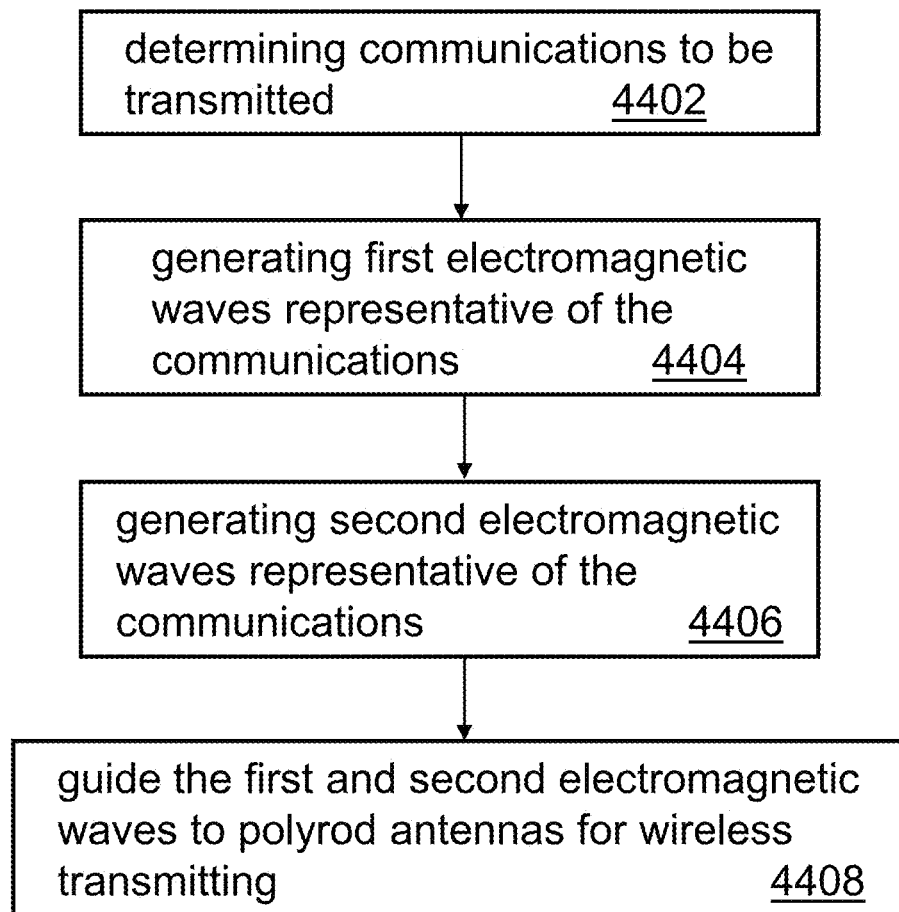 determining communications to be
transmitted 4402
generating first electromagnetic
waves representative of the
communications 4404
generating second electromagnetic
waves representative of the
communications 4406
guide the first and second electromagnetic
waves to polyrod antennas for wireless
transmitting 4408